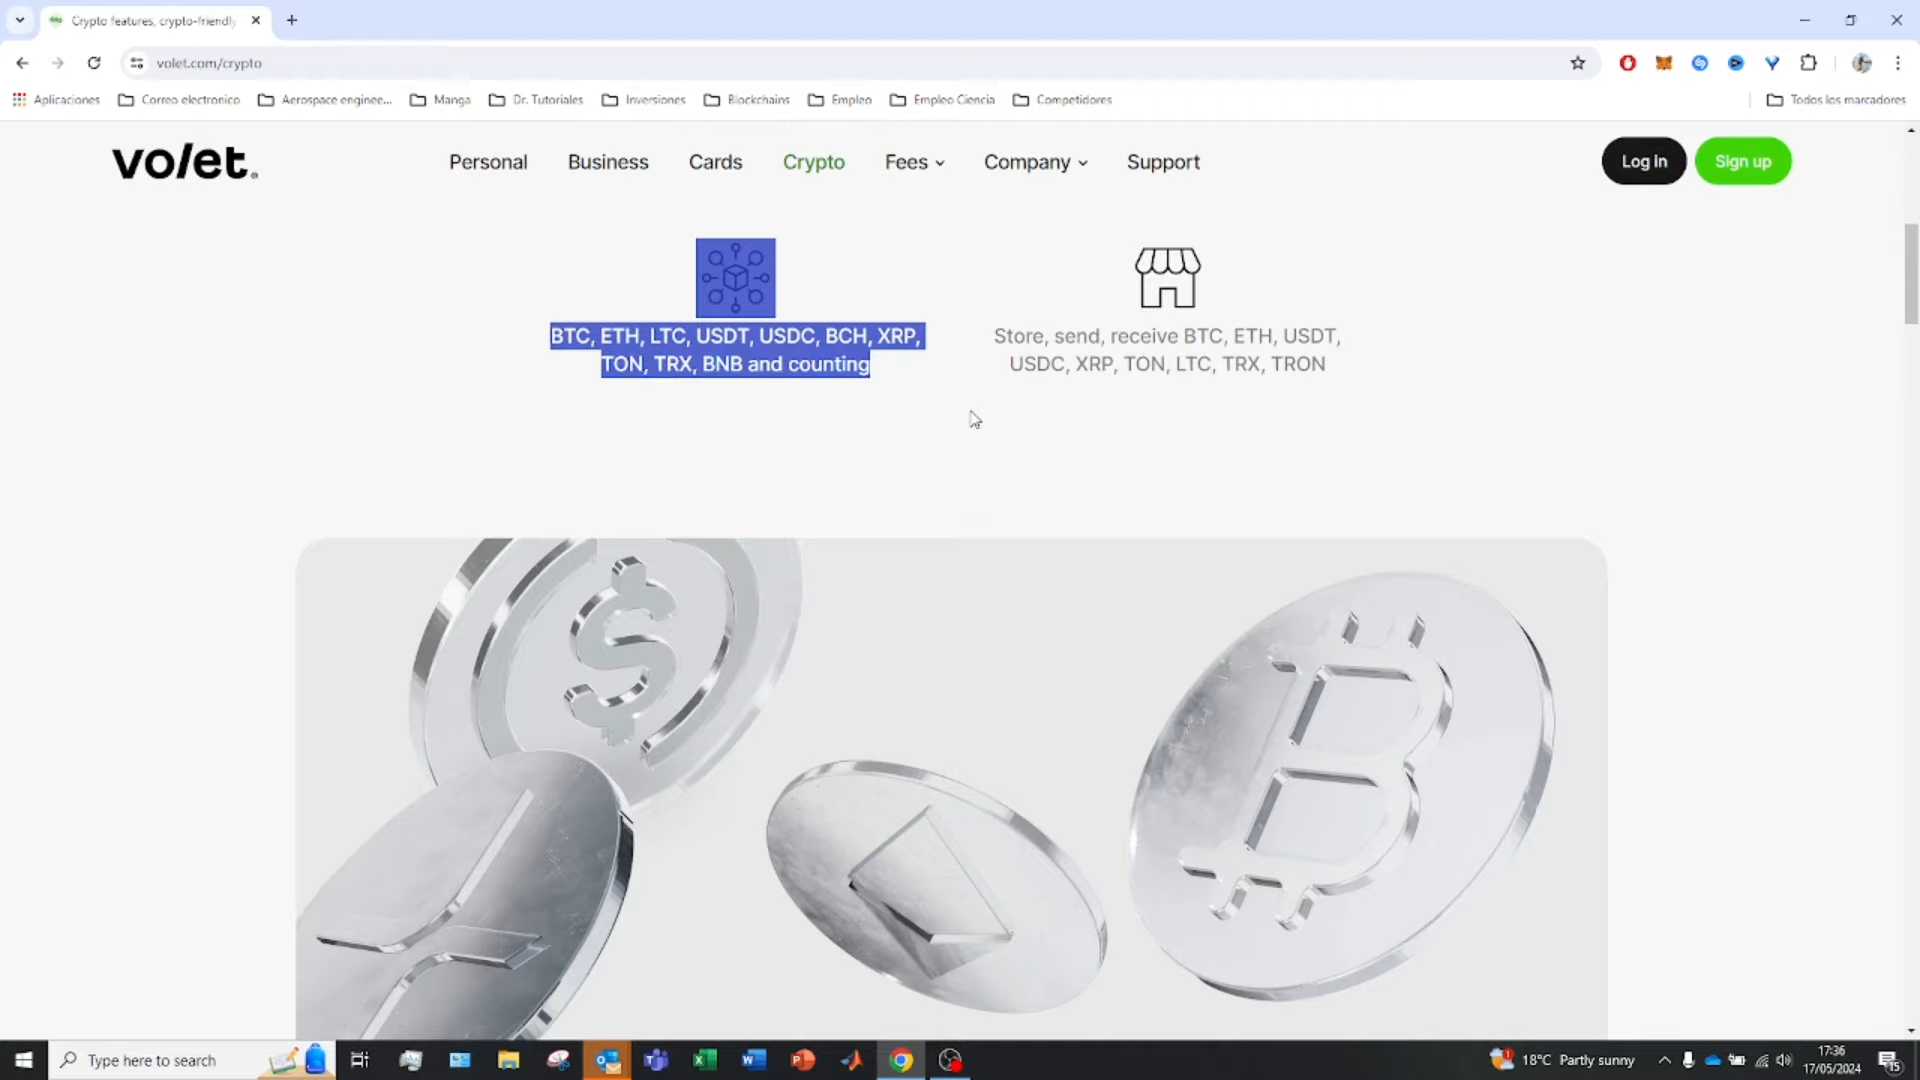 Crypto features, crypto-friendly
volet.com/crypto
Aplicaciones
Correo electronico
Aerospace enginee...
Manga
Dr. Tutoriales
Inversiones
Blockchains
Empleo
Empleo Ciencia
Competidores
Todos los marcadores
volet.
Personal
Business
Cards
Crypto
Fees
Company
Support
Log in
Sign up
BTC, ETH, LTC, USDT, USDC, BCH, XRP,
TON, TRX, BNB and counting
Store, send, receive BTC, ETH, USDT,
USDC, XRP, TON, LTC, TRX, TRON
Type here to search
18°C Partly sunny
17:36
17/05/2024
15